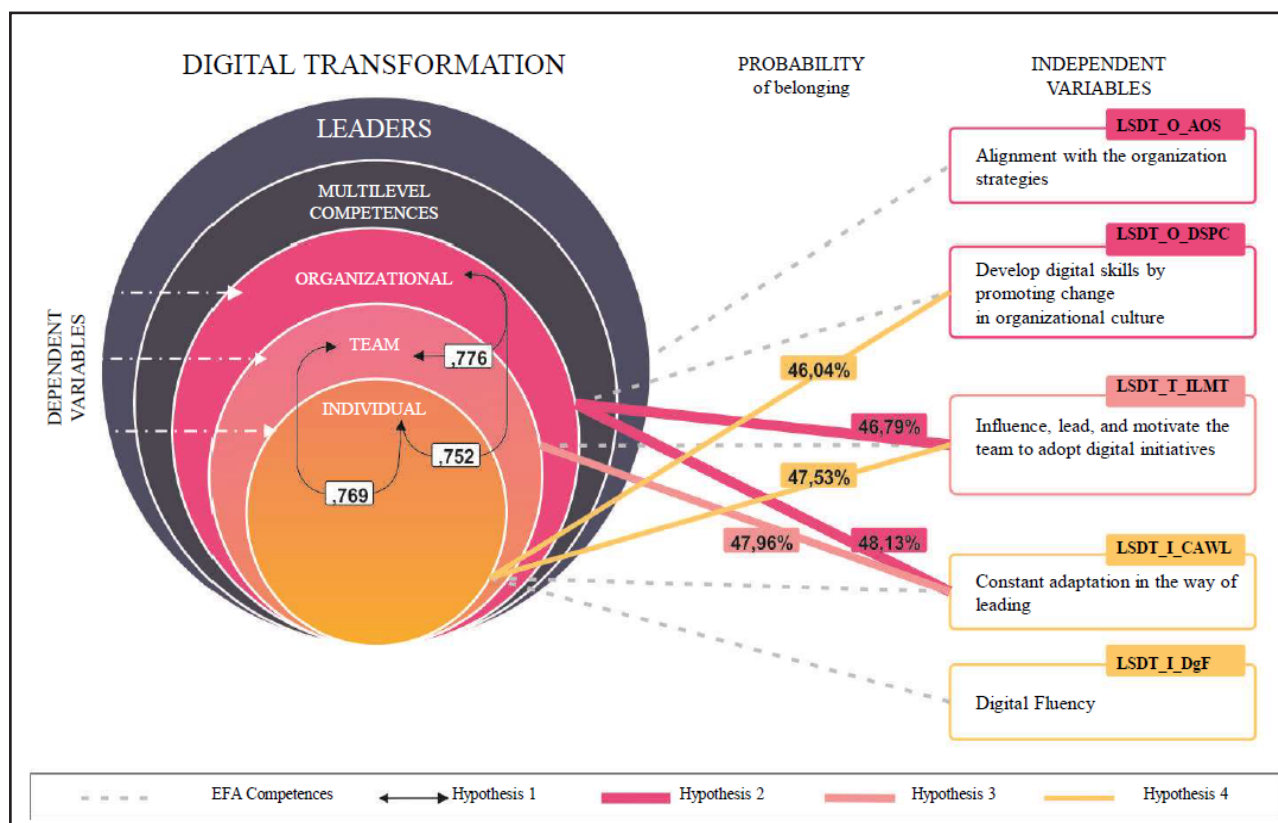 DIGITAL TRANSFORMATION
PROBABILITY
of belonging
INDEPENDENT
VARIABLES
LEADERS
MULTILEVEL
COMPETENCES
ORGANIZATIONAL
TEAM
INDIVIDUAL
DEPENDENT
VARIABLES
,776
,752
,769
46,04%
46,79%
47,53%
47,96%
48,13%
LSDT_O_AOS
Alignment with the organization
strategies
LSDT_O_DSPC
Develop digital skills by
promoting change
in organizational culture
LSDT_T_ILMT
Influence, lead, and motivate the
team to adopt digital initiatives
LSDT_I_CAWL
Constant adaptation in the way of
leading
LSDT_I_DgF
Digital Fluency
EFA Competences
Hypothesis 1
Hypothesis 2
Hypothesis 3
Hypothesis 4